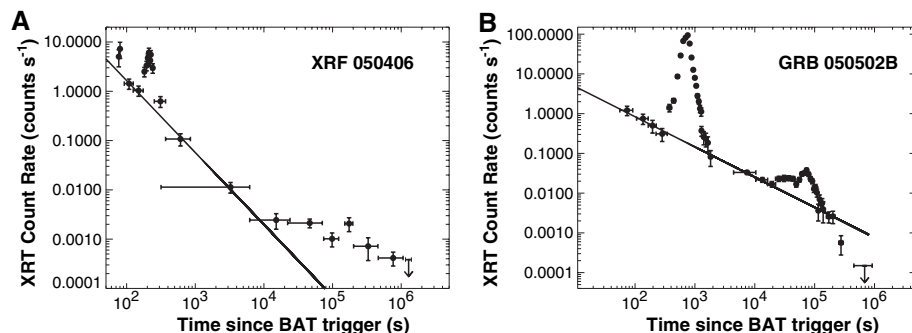 A
XRF 050406
XRT Count Rate (counts s⁻¹)
10.0000
1.0000
0.1000
0.0100
0.0010
0.0001
10² 10³ 10⁴ 10⁵ 10⁶
Time since BAT trigger (s)
B
GRB 050502B
XRT Count Rate (counts s⁻¹)
100.0000
10.0000
1.0000
0.1000
0.0100
0.0010
0.0001
10² 10³ 10⁴ 10⁵ 10⁶
Time since BAT trigger (s)